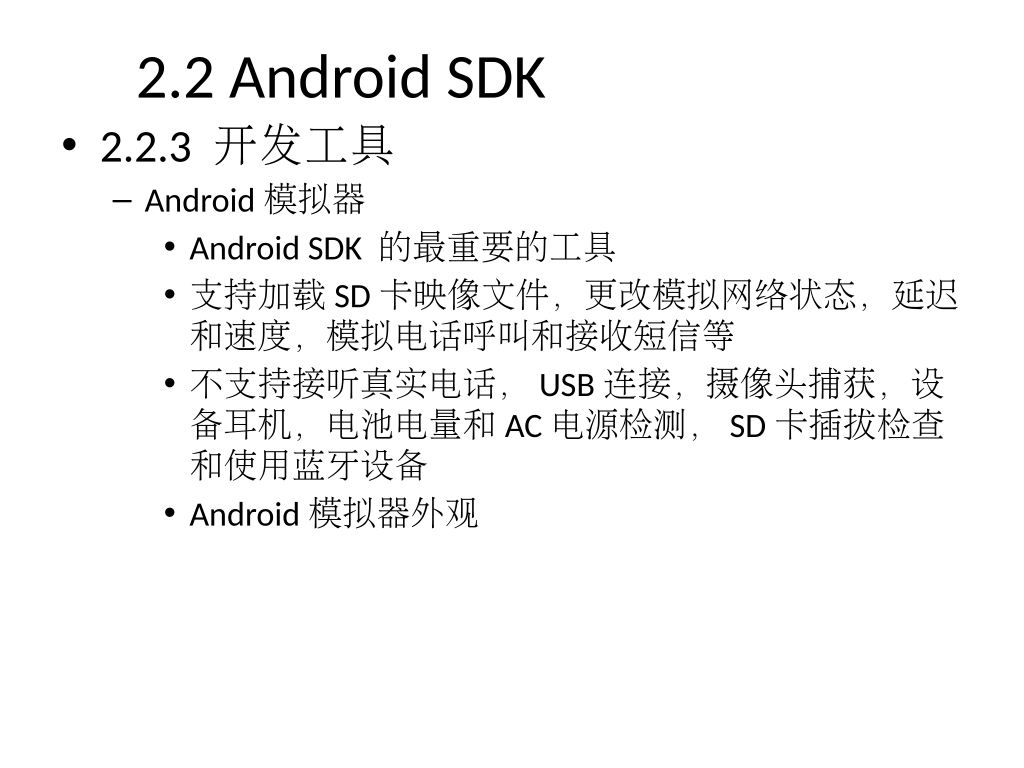 2.2 Android SDK
• 2.2.3 开发工具
– Android 模拟器
• Android SDK 的最重要的工具
• 支持加载 SD 卡映像文件，更改模拟网络状态，延迟
和速度，模拟电话呼叫和接收短信等
• 不支持接听真实电话， USB 连接，摄像头捕获，设
备耳机，电池电量和 AC 电源检测， SD 卡插拔检查
和使用蓝牙设备
• Android 模拟器外观